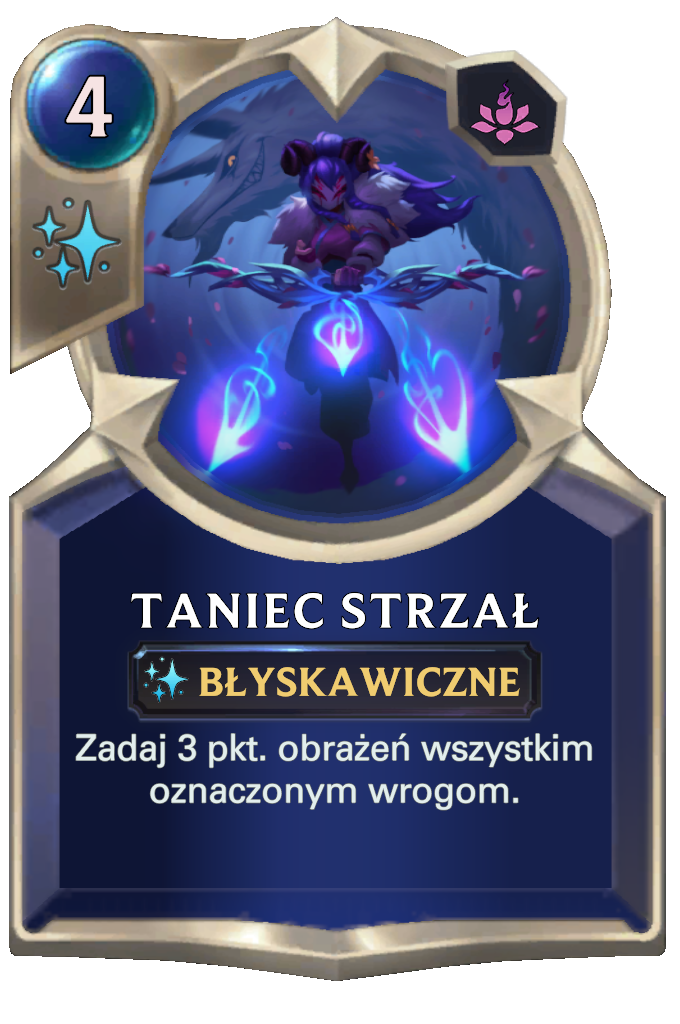 4
TANIEC STRZAŁ
BŁYSKAWICZNE
Zadaj 3 pkt. obrażeń wszystkim
oznaczonym wrogom.